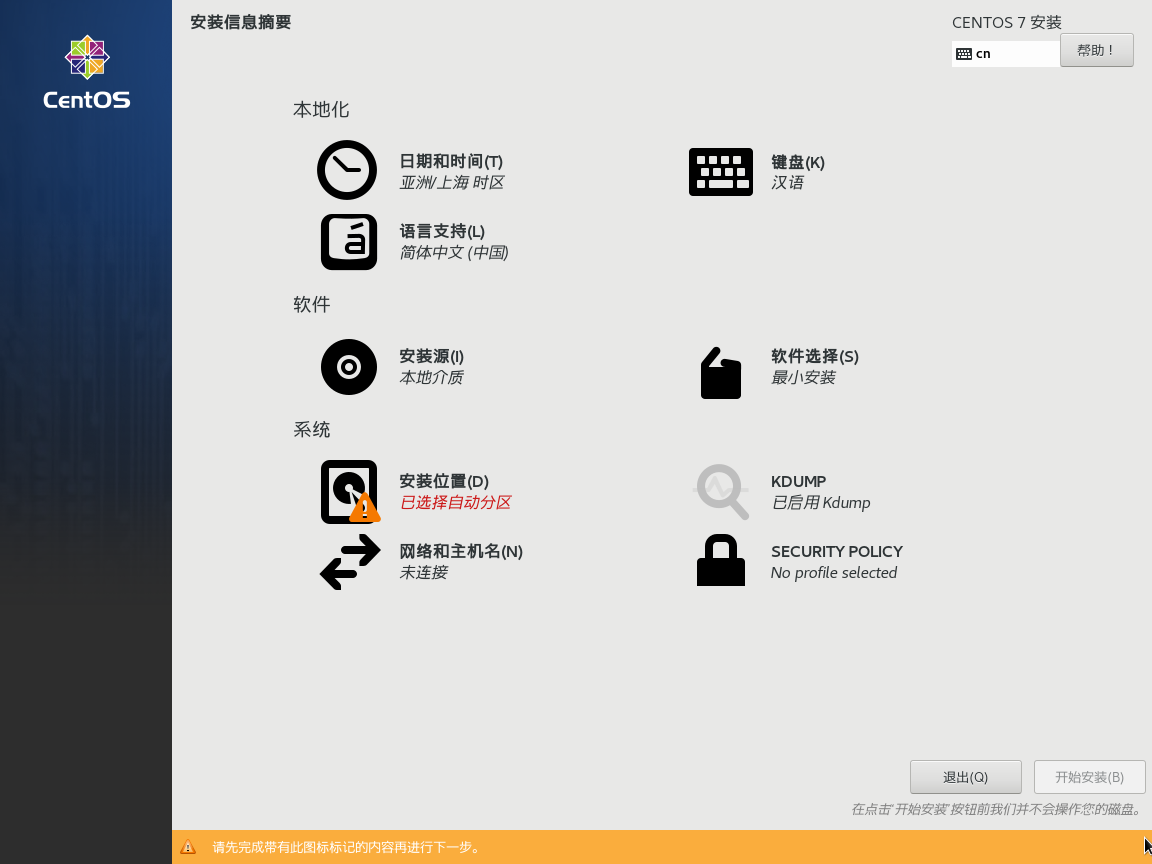 安装信息摘要
CENTOS 7 安装
cn
帮助！
CentOS
本地化
日期和时间(T)
亚洲/上海 时区
键盘(K)
汉语
语言支持(L)
简体中文 (中国)
软件
安装源(I)
本地介质
软件选择(S)
最小安装
系统
安装位置(D)
已选择自动分区
KDUMP
已启用 Kdump
网络和主机名(N)
未连接
SECURITY POLICY
No profile selected
退出(Q)
开始安装(B)
在点击'开始安装'按钮前我们并不会操作您的磁盘。
请先完成带有此图标标记的内容再进行下一步。